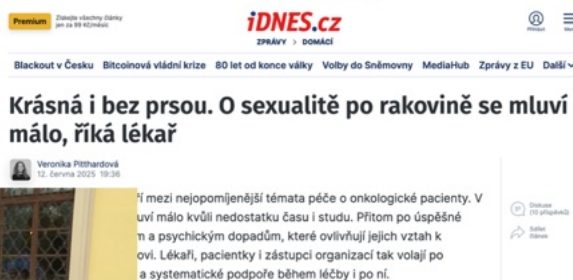 Premium
Získejte všechny články
jen za 99 Kč/měsíc
iDNES.cz
ZPRÁVY > DOMÁCÍ
Přihlásit
Blackout v Česku Bitcoinová vládní krize 80 let od konce války Volby do Sněmovny MediaHub Zprávy z EU Další
Krásná i bez prsou. O sexualitě po rakovině se mluví
málo, říká lékař
Veronika Pitthardová
12. června 2025 19:36
ří mezi nejopomíjenější témata péče o onkologické pacienty. V
uví málo kvůli nedostatku času i studu. Přitom po úspěšné
m a psychickým dopadům, které ovlivňují jejich vztah k
ovi. Lékaři, pacientky i zástupci organizací tak volají po
a systematické podpoře během léčby i po ní.
Diskuse
(10 příspěvků)
Sdílet
článek